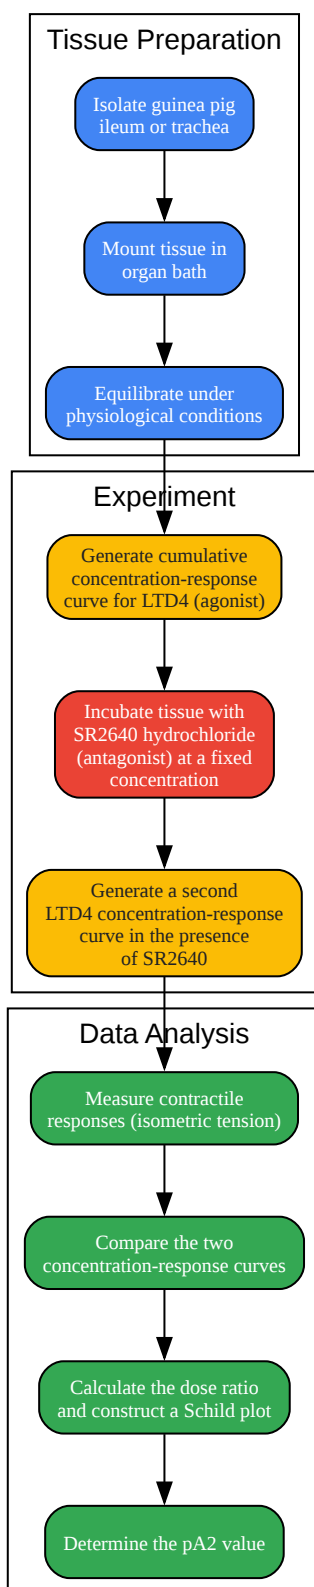 Tissue Preparation
Isolate guinea pig
ileum or trachea
Mount tissue in
organ bath
Equilibrate under
physiological conditions
Experiment
Generate cumulative
concentration-response
curve for LTD4 (agonist)
Incubate tissue with
SR2640 hydrochloride
(antagonist) at a fixed
concentration
Generate a second
LTD4 concentration-response
curve in the presence
of SR2640
Data Analysis
Measure contractile
responses (isometric tension)
Compare the two
concentration-response curves
Calculate the dose ratio
and construct a Schild plot
Determine the pA2 value